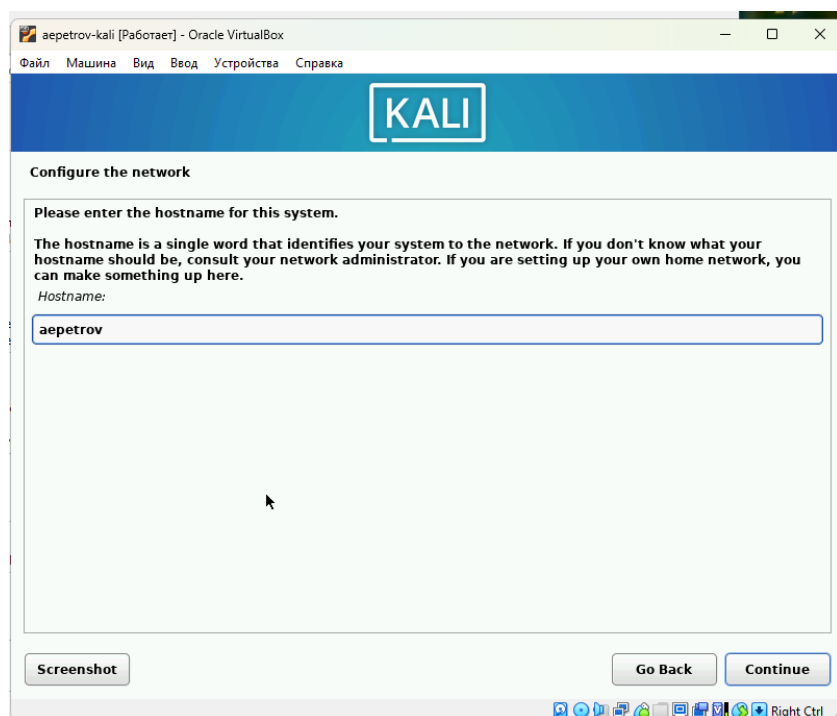 aepetrov-kali [Работает] - Oracle VirtualBox
Файл Машина Вид Ввод Устройства Справка
KALI
Configure the network
Please enter the hostname for this system.
The hostname is a single word that identifies your system to the network. If you don't know what your
hostname should be, consult your network administrator. If you are setting up your own home network, you
can make something up here.
Hostname:
aepetrov
Screenshot Go Back Continue
Right Ctrl